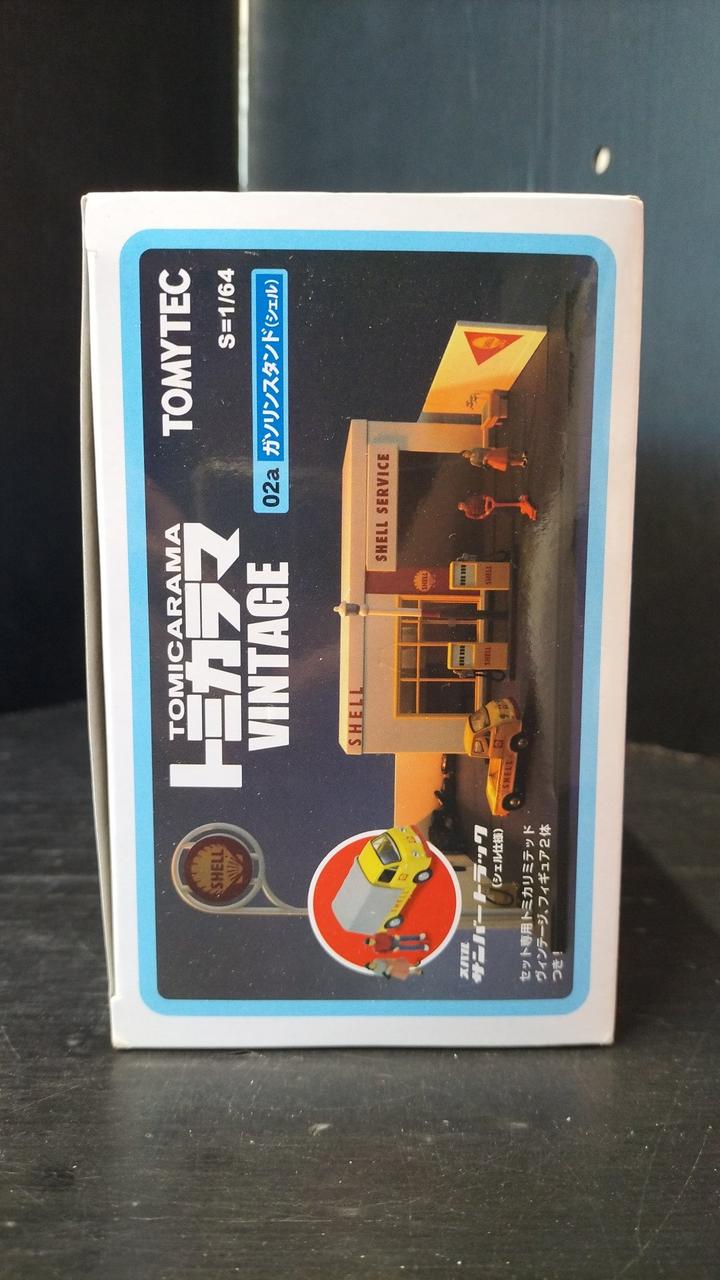 TOMICARAMA
トミカラマ
VINTAGE
TOMYTEC
S=1/64
02a ガソリンスタンド(シェル)
SHELL
SHELL
SHELL SERVICE
SHELL
SHELL
SHELL
SHELL
スバル
サンバートラック
(シェル仕様)
セット専用トミカリミテッド
ヴィンテージ、フィギュア2体
つき!